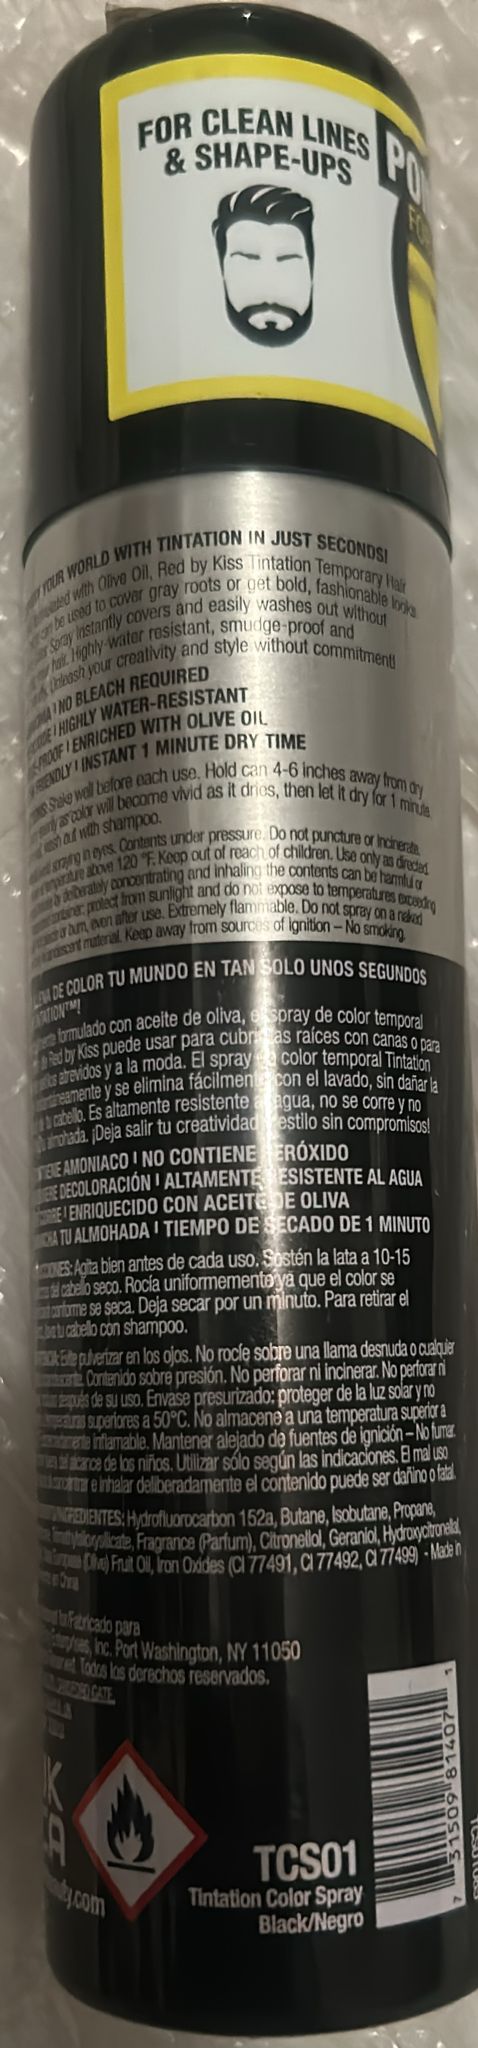 FOR CLEAN LINES
& SHAPE-UPS
YOUR WORLD WITH TINTATION IN JUST SECONDS!
with Olive Oil, Red by Kiss Tintation Temporary Hair
be used to cover gray roots or get bold, fashionable looks.
Spray instantly covers and easily washes out without
hair. Highly-water resistant, smudge-proof and
Unleash your creativity and style without commitment!
NO BLEACH REQUIRED
HIGHLY WATER-RESISTANT
ENRICHED WITH OLIVE OIL
INSTANT 1 MINUTE DRY TIME
Shake well before each use. Hold can 4-6 inches away from dry
as color will become vivid as it dries, then let it dry for 1 minute.
wash out with shampoo.
spraying in eyes. Contents under pressure. Do not puncture or incinerate.
temperature above 120 °F. Keep out of reach of children. Use only as directed.
deliberately concentrating and inhaling the contents can be harmful or
container: protect from sunlight and do not expose to temperatures exceeding
or burn, even after use. Extremely flammable. Do not spray on a naked
material. Keep away from sources of ignition – No smoking.
DE COLOR TU MUNDO EN TAN SOLO UNOS SEGUNDOS
formulado con aceite de oliva, spray de color temporal
Red by Kiss puede usar para cubrir las raíces con canas o para
atrevidos y a la moda. El spray color temporal Tintation
y se elimina fácilmente con el lavado, sin dañar la
cabello. Es altamente resistente agua, no se corre y no
almohada. ¡Deja salir tu creatividad estilo sin compromisos!
AMONIACO | NO CONTIENE PERÓXIDO
DECOLORACIÓN | ALTAMENTE RESISTENTE AL AGUA
ENRIQUECIDO CON ACEITE DE OLIVA
TU ALMOHADA | TIEMPO DE SECADO DE 1 MINUTO
Agita bien antes de cada uso. Sostén la lata a 10-15
del cabello seco. Rocía uniformemente ya que el color se
conforme se seca. Deja secar por un minuto. Para retirar el
tu cabello con shampoo.
Evite pulverizar en los ojos. No rocíe sobre una llama desnuda o cualquier
Contenido sobre presión. No perforar ni incinerar. No perforar ni
después de su uso. Envase presurizado: proteger de la luz solar y no
superiores a 50°C. No almacene a una temperatura superior a
inflamable. Mantener alejado de fuentes de ignición – No fumar.
del alcance de los niños. Utilizar sólo según las indicaciones. El mal uso
concentrar e inhalar deliberadamente el contenido puede ser dañino o fatal.
Hydrofluorocarbon 152a, Butane, Isobutane, Propane,
Fragrance (Parfum), Citronellol, Geraniol, Hydroxycitronellal,
(Olive) Fruit Oil, Iron Oxides (CI 77491, CI 77492, CI 77499) - Made in
en China
for/Fabricado para
Inc. Port Washington, NY 11050
Todos los derechos reservados.
TCS01
Tintation Color Spray
Black/Negro
7 31509 81407 1